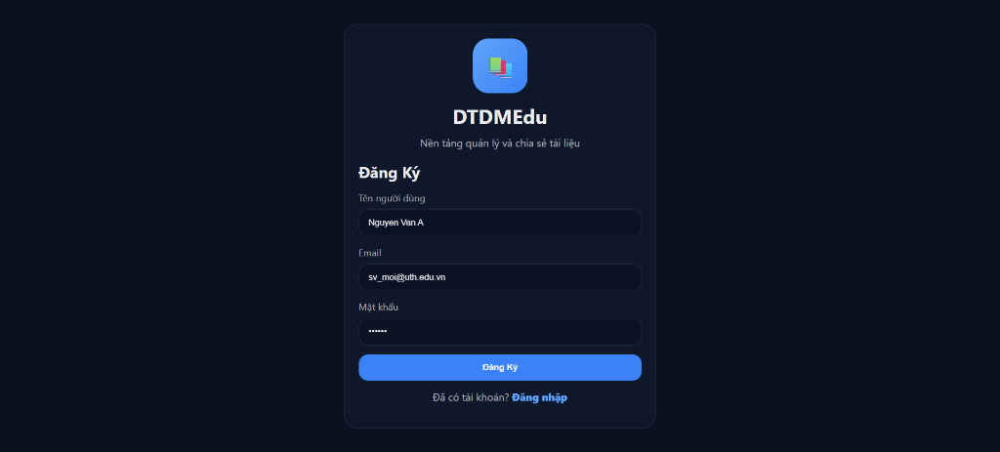 DTDMEdu
Nền tảng quản lý và chia sẻ tài liệu
Đăng Ký
Tên người dùng
Nguyen Van A
Email
sv_moi@uth.edu.vn
Mật khẩu
••••••
Đăng Ký
Đã có tài khoản? Đăng nhập